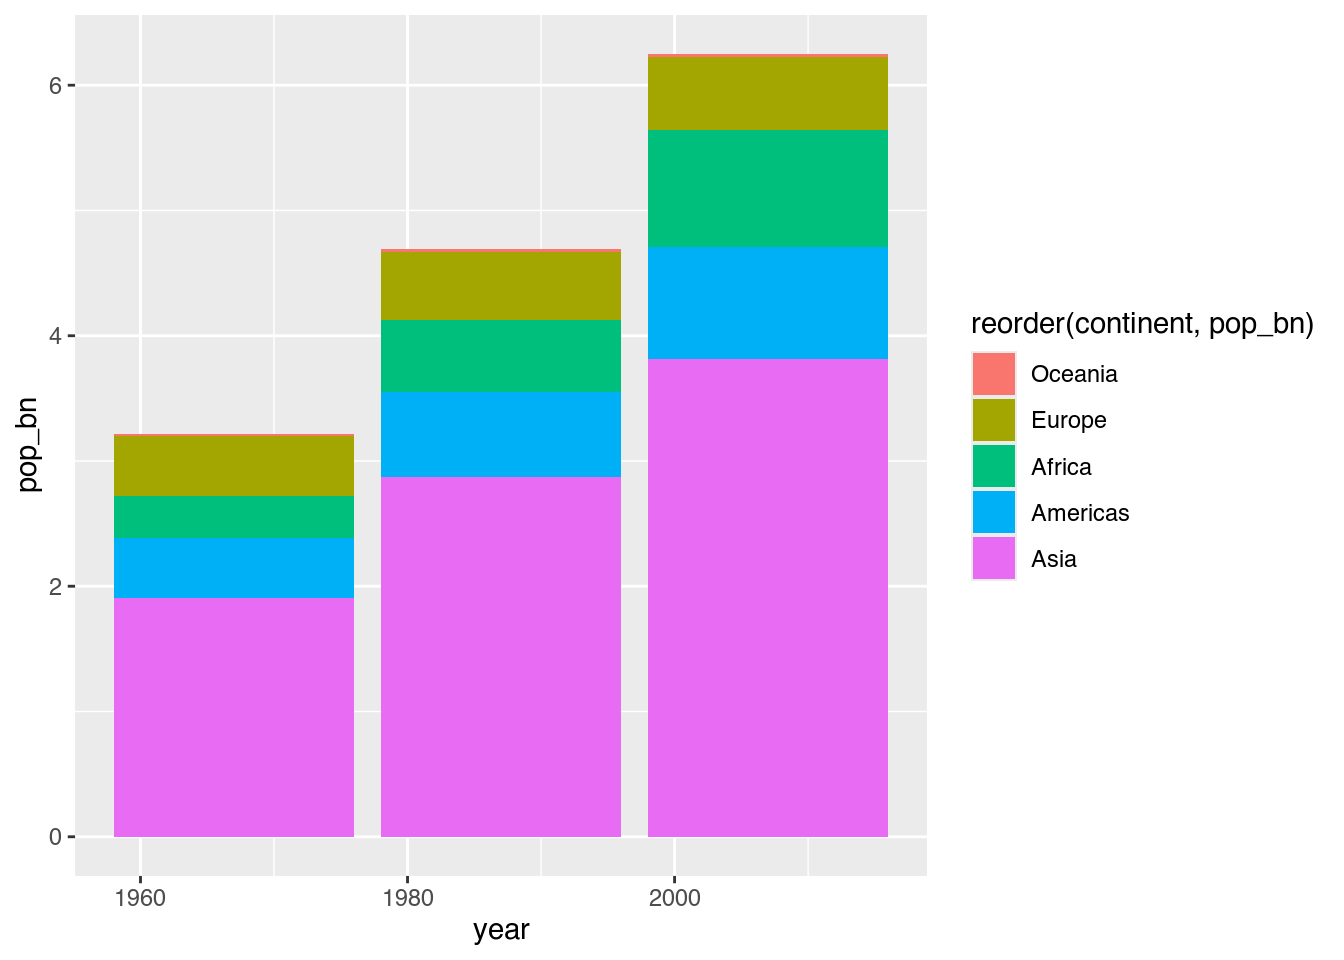 6
4
2
0
pop_bn
1960 1980 2000
year
reorder(continent, pop_bn)
Oceania
Europe
Africa
Americas
Asia